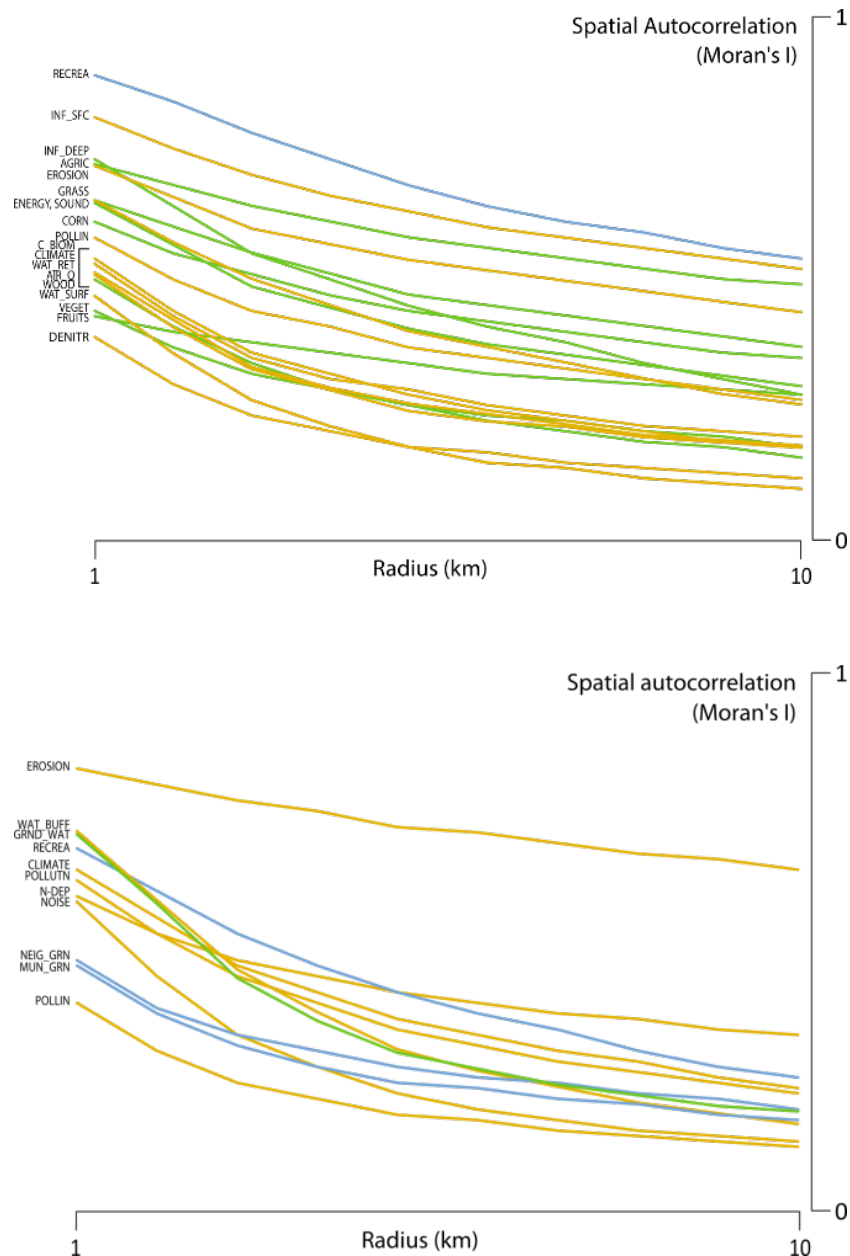 Spatial Autocorrelation
(Moran's I)
1
RECREA
INF_SFC
INF_DEEP
AGRIC
EROSION
GRASS
ENERGY, SOUND
CORN
POLLIN
C_BIOM
CLIMATE
WAT_RET
AIR_Q
WOOD
WAT_SURF
VEGET
FRUITS
DENITR
0
1
Radius (km)
10
Spatial autocorrelation
(Moran's I)
1
EROSION
WAT_BUFF
GRND_WAT
RECREA
CLIMATE
POLLUTN
N-DEP
NOISE
NEIG_GRN
MUN_GRN
POLLIN
0
1
Radius (km)
10